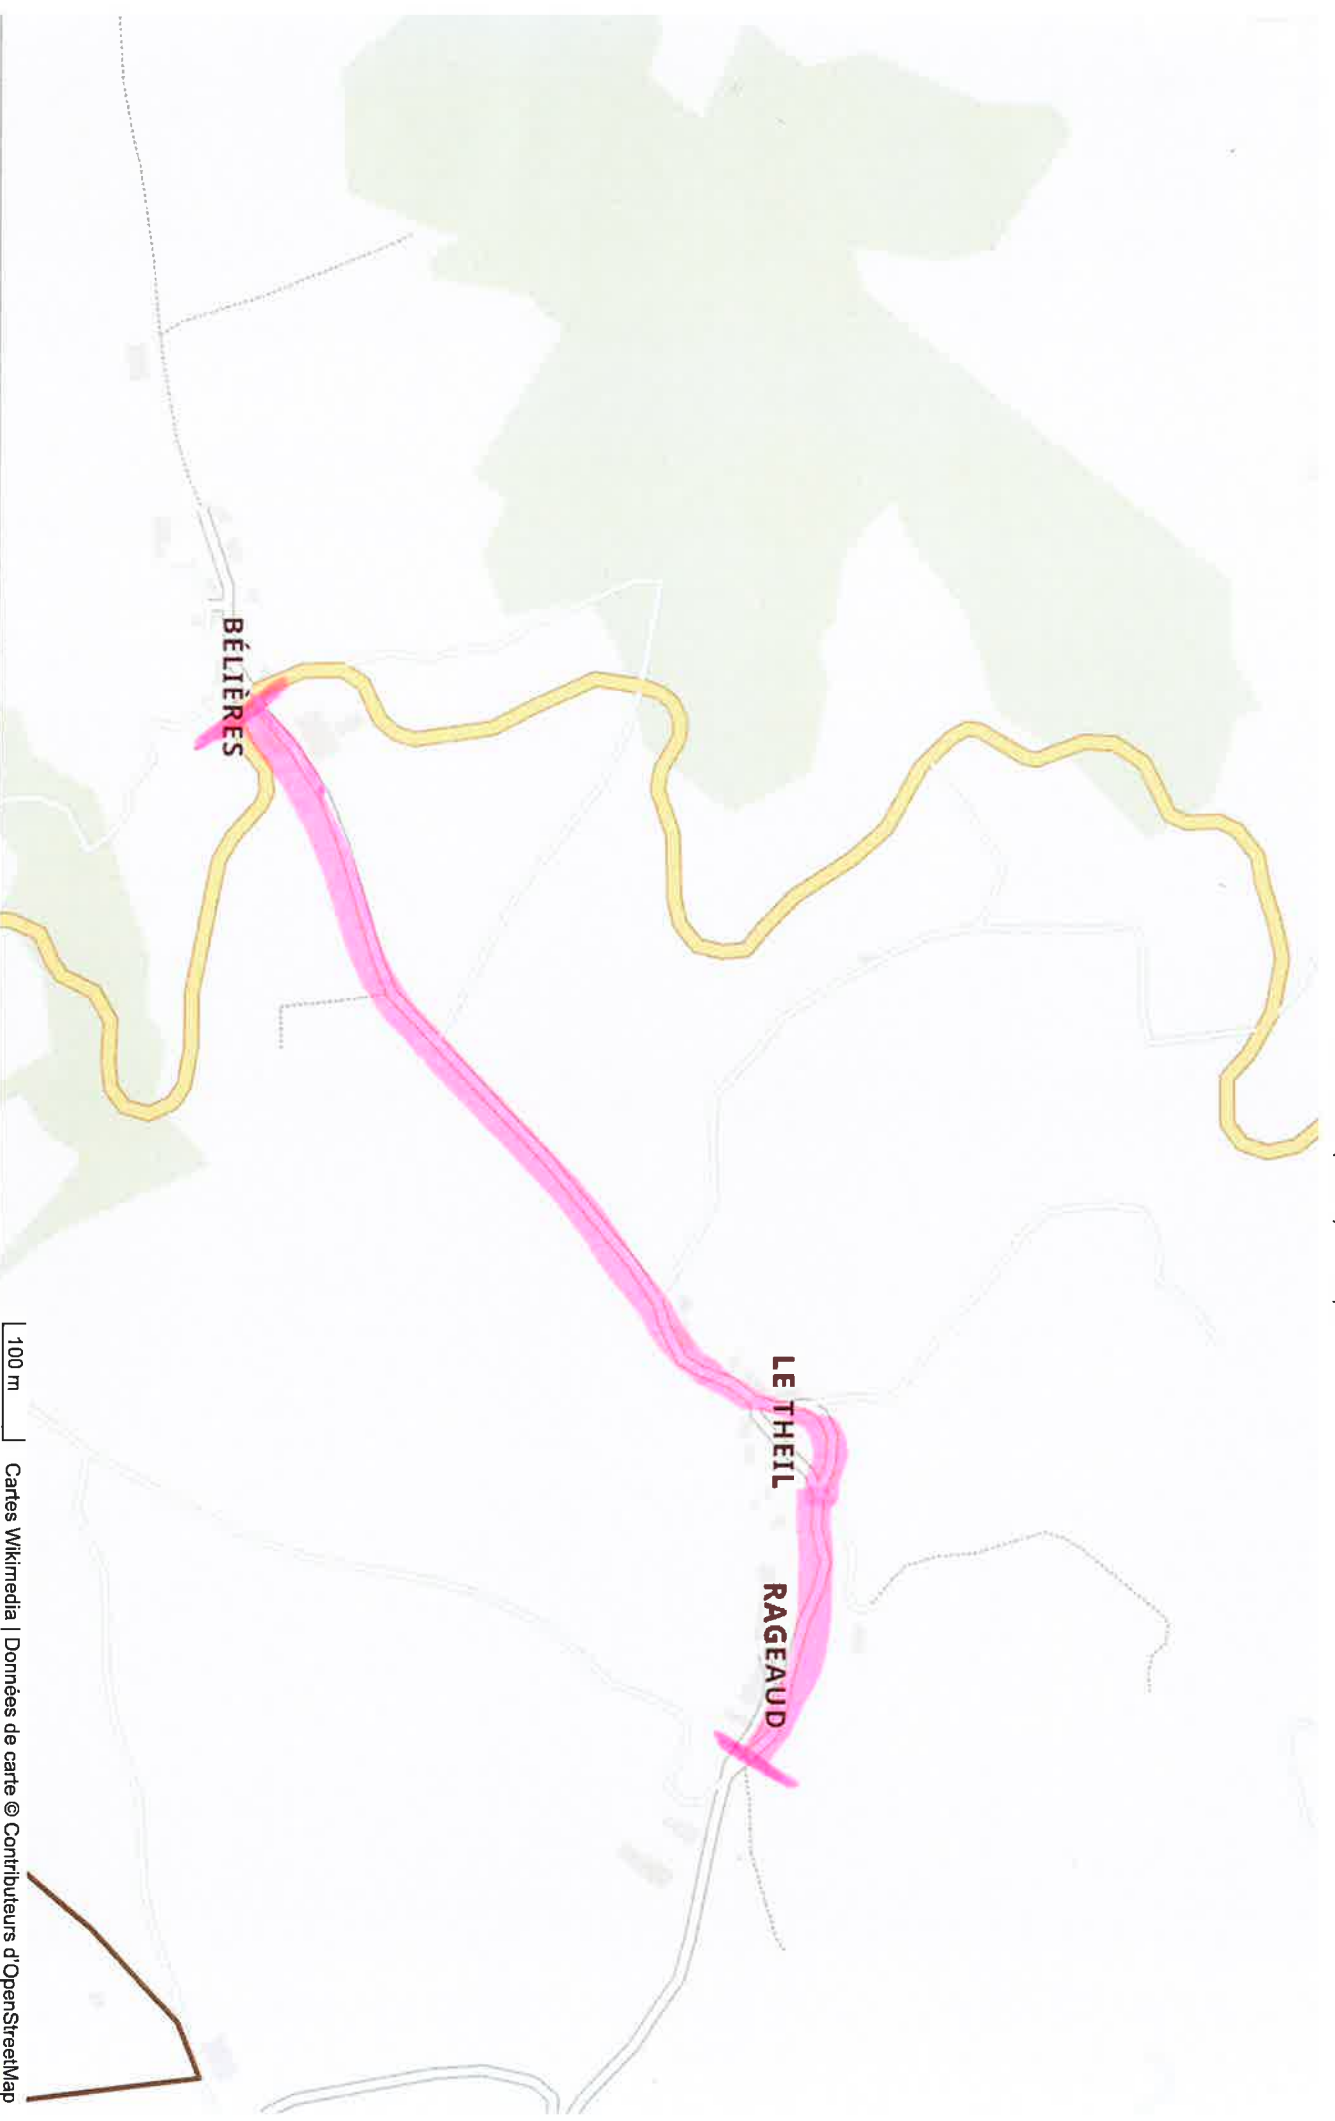 BÉLIÈRES
LE THEIL
RAGEAUD
100 m
Cartes Wikimedia | Données de carte © Contributeurs d'OpenStreetMap